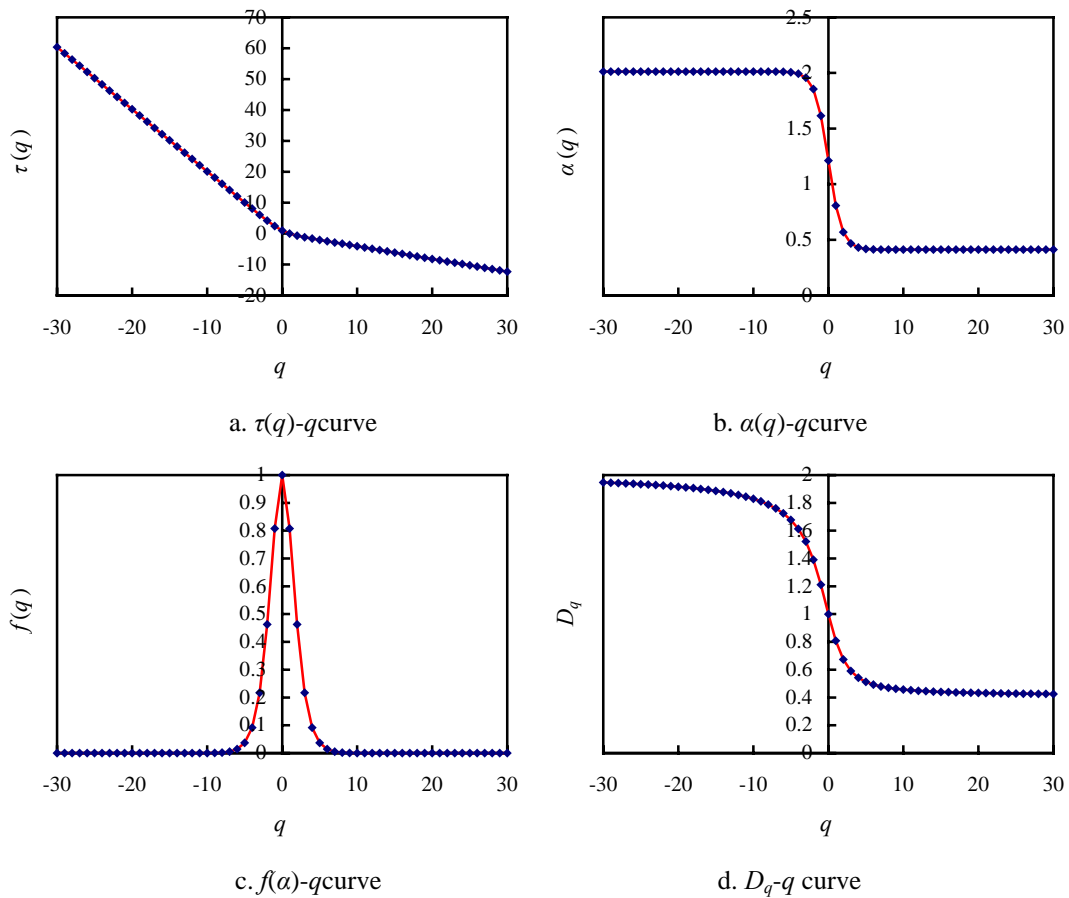 70
60
50
40
30
20
10
0
-10
-20
-30 -20 -10 0 10 20 30
τ(q)
q
a. τ(q)-qcurve
2.5
2
1.5
1
0.5
0
-30 -20 -10 0 10 20 30
α(q)
q
b. α(q)-qcurve
1
0.9
0.8
0.7
0.6
0.5
0.4
0.3
0.2
0.1
0
-30 -20 -10 0 10 20 30
f(q)
q
c. f(α)-qcurve
2
1.8
1.6
1.4
1.2
1
0.8
0.6
0.4
0.2
0
-30 -20 -10 0 10 20 30
Dq
q
d. Dq-q curve